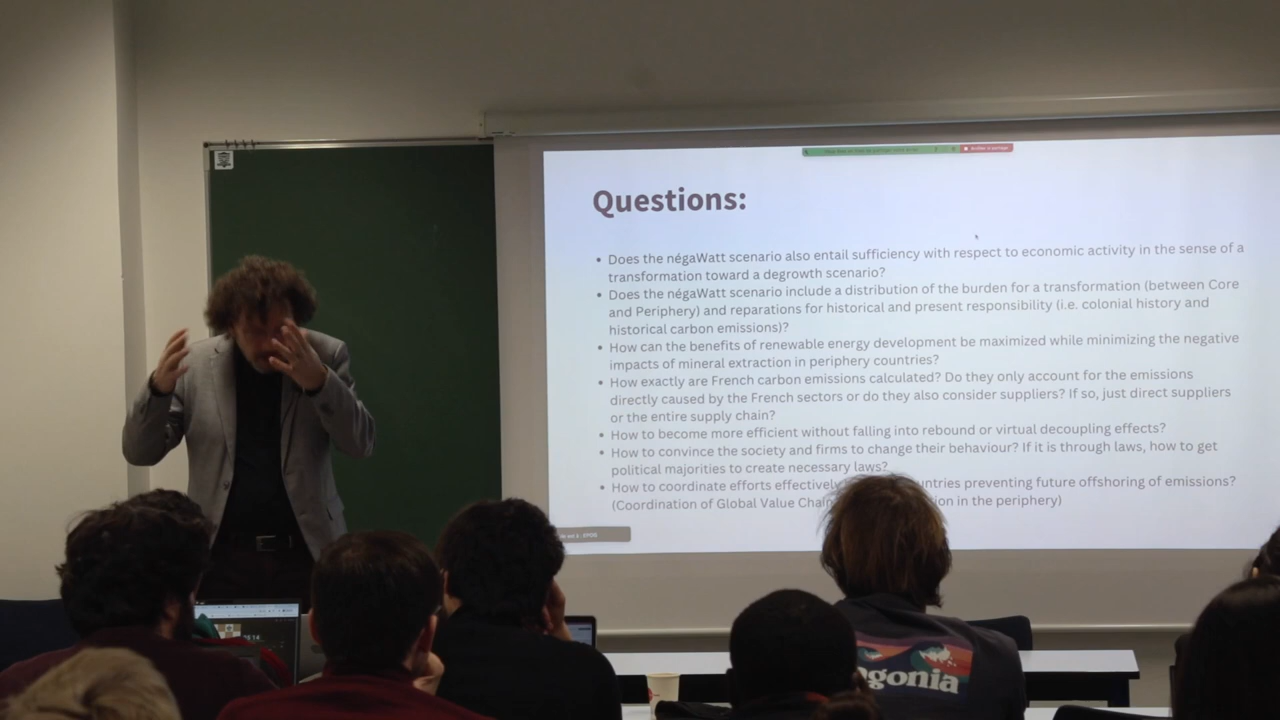 Questions:
• Does the négaWatt scenario also entail sufficiency with respect to economic activity in the sense of a
transformation toward a degrowth scenario?
• Does the négaWatt scenario include a distribution of the burden for a transformation (between Core
and Periphery) and reparations for historical and present responsibility (i.e. colonial history and
historical carbon emissions)?
• How can the benefits of renewable energy development be maximized while minimizing the negative
impacts of mineral extraction in periphery countries?
• How exactly are French carbon emissions calculated? Do they only account for the emissions
directly caused by the French sectors or do they also consider suppliers? If so, just direct suppliers
or the entire supply chain?
• How to become more efficient without falling into rebound or virtual decoupling effects?
• How to convince the society and firms to change their behaviour? If it is through laws, how to get
political majorities to create necessary laws?
• How to coordinate efforts effectively untries preventing future offshoring of emissions?
(Coordination of Global Value Chai ion in the periphery)
gonia